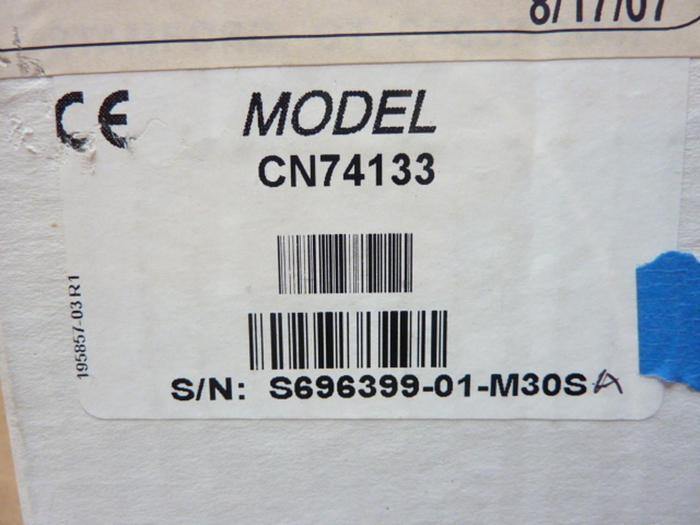 8/17/07
CE MODEL
CN74133
195857-03 R1
S/N: S696399-01-M30SA